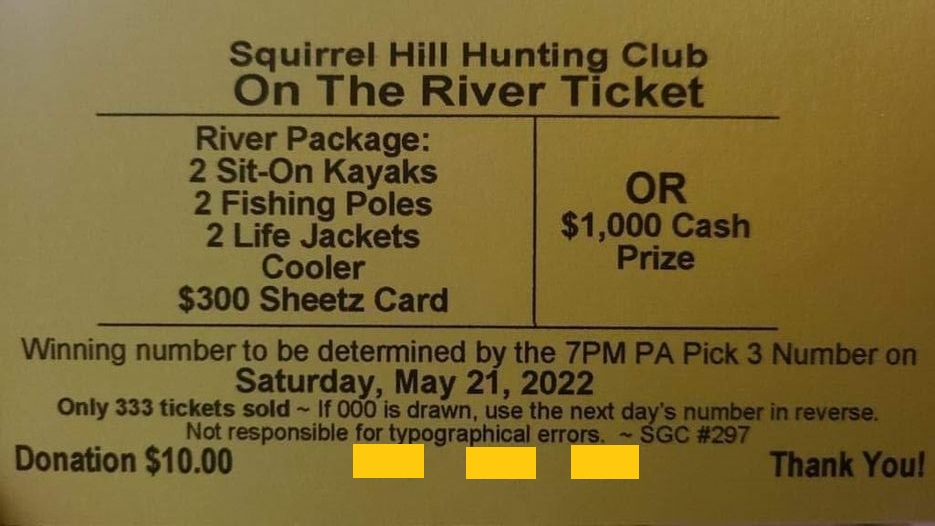 Squirrel Hill Hunting Club
On The River Ticket
River Package:
2 Sit-On Kayaks
2 Fishing Poles
2 Life Jackets
Cooler
$300 Sheetz Card
OR
$1,000 Cash
Prize
Winning number to be determined by the 7PM PA Pick 3 Number on
Saturday, May 21, 2022
Only 333 tickets sold ~ If 000 is drawn, use the next day's number in reverse.
Not responsible for typographical errors. ~ SGC #297
Donation $10.00
Thank You!